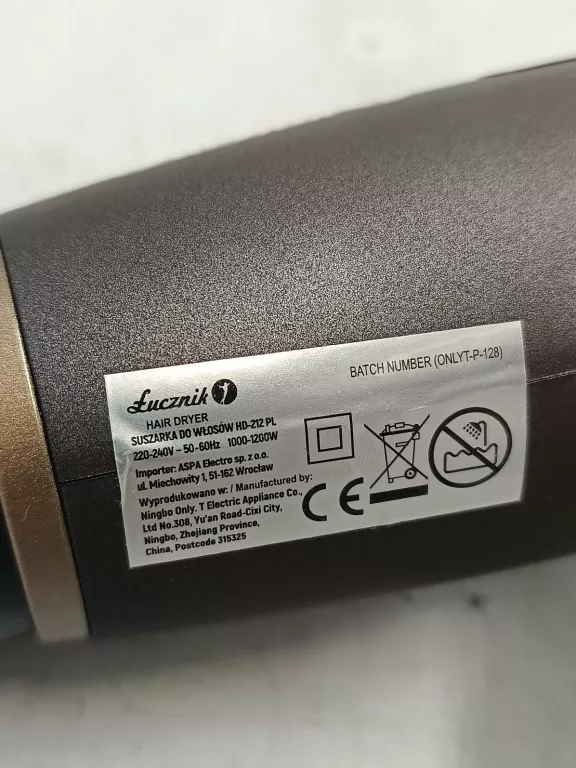 Łucznik
BATCH NUMBER (ONLYT-P-128)
HAIR DRYER
SUSZARKA DO WŁOSÓW HD-212 PL
220-240V ~ 50-60Hz 1000-1200W
Importer: ASPA Electro sp. z o.o.
ul. Miechowity 1, 51-162 Wrocław
Wyprodukowano w: / Manufactured by:
Ningbo Only. T Electric Appliance Co.,
Ltd No.308, Yu'an Road-Cixi City,
Ningbo, Zhejiang Province,
China, Postcode 315325
CE